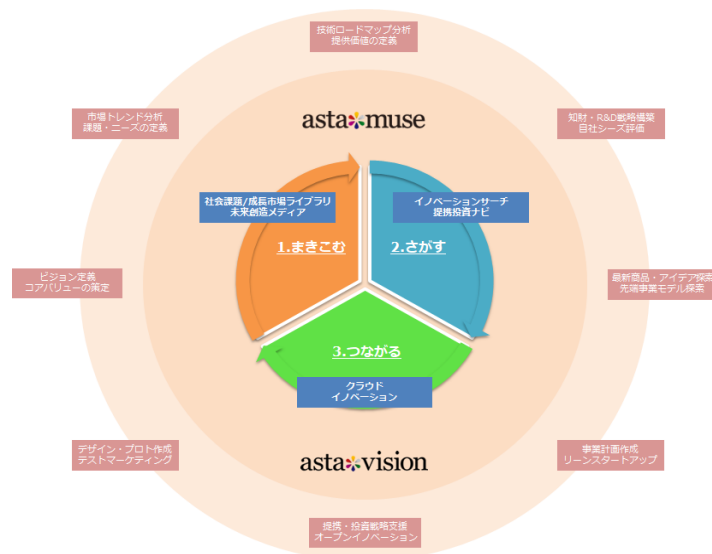 技術ロードマップ分析
提供価値の定義
市場トレンド分析
課題・ニーズの定義
asta muse
知財・R&D戦略構築
自社シーズ評価
社会課題/成長市場ライブラリ
未来創造メディア
イノベーションサーチ
提携投資ナビ
1.まきこむ
2.さがす
ビジョン定義
コアバリューの策定
最新商品・アイデア探索
先端事業モデル探索
3.つながる
クラウド
イノベーション
デザイン・プロト作成
テストマーケティング
asta vision
事業計画作成
リーンスタートアップ
提携・投資戦略支援
オープンイノベーション